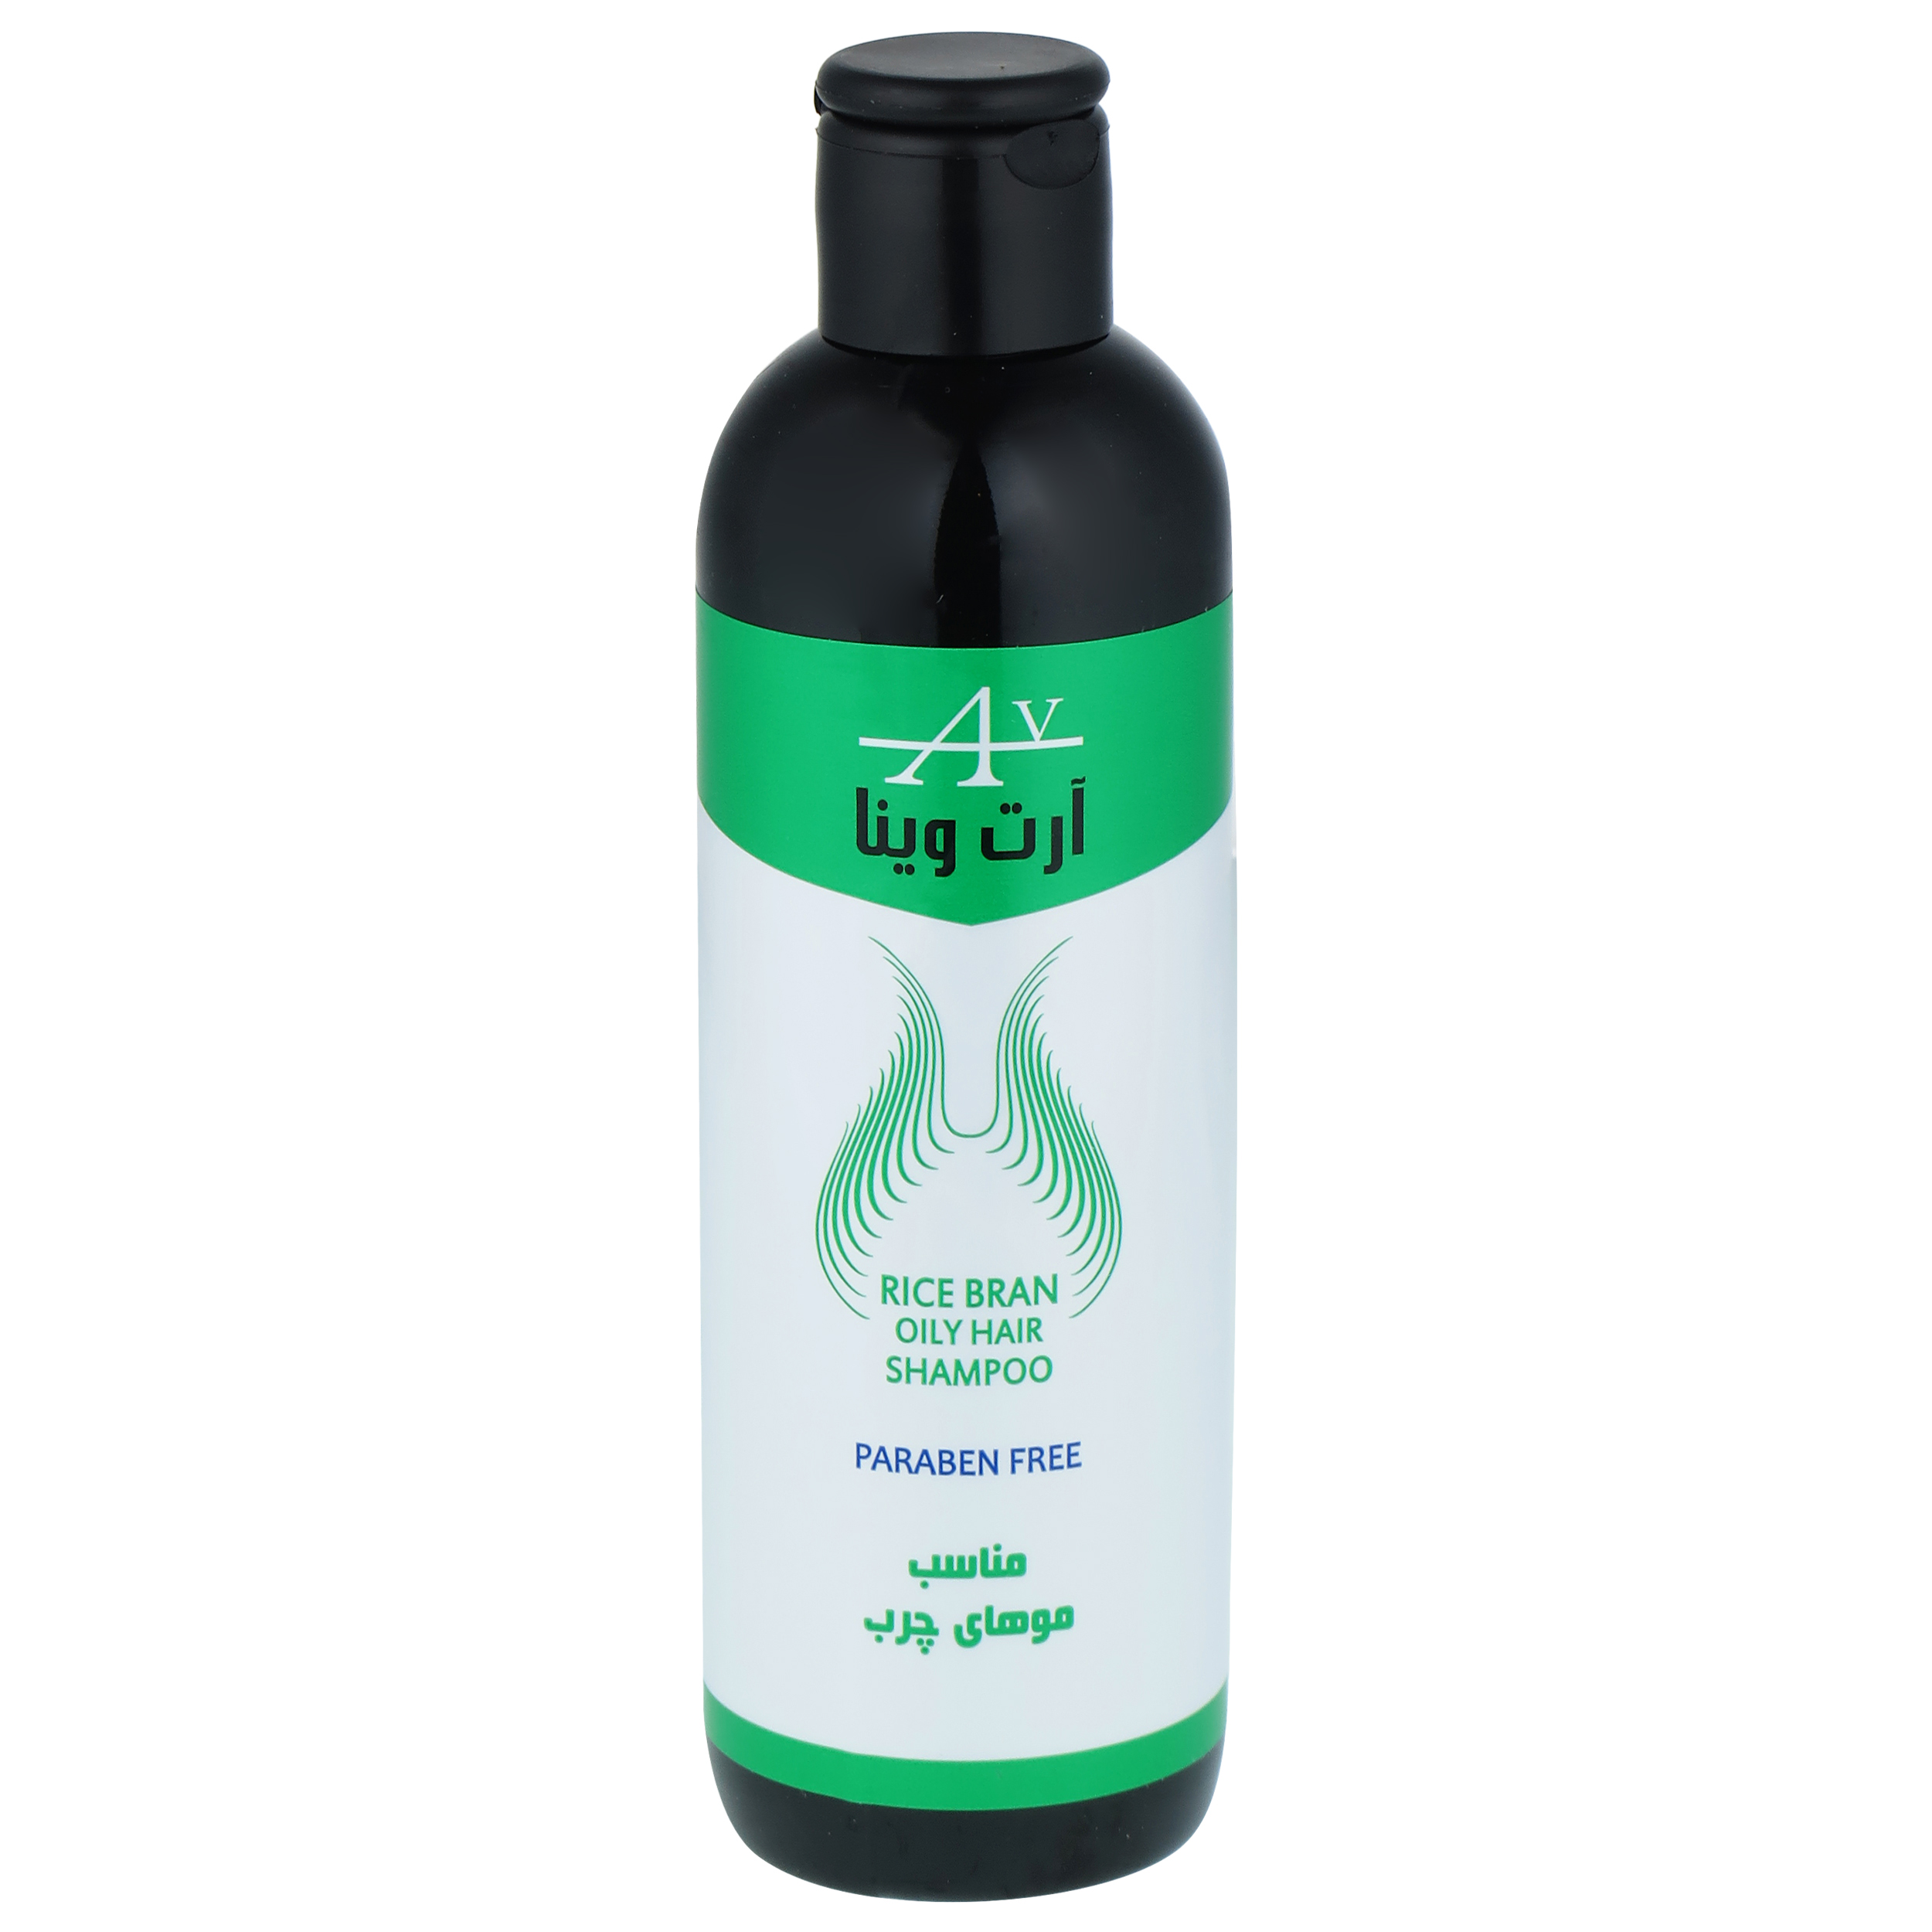 AV
آرت وینا
RICE BRAN
OILY HAIR
SHAMPOO
PARABEN FREE
مناسب
موهای چرب